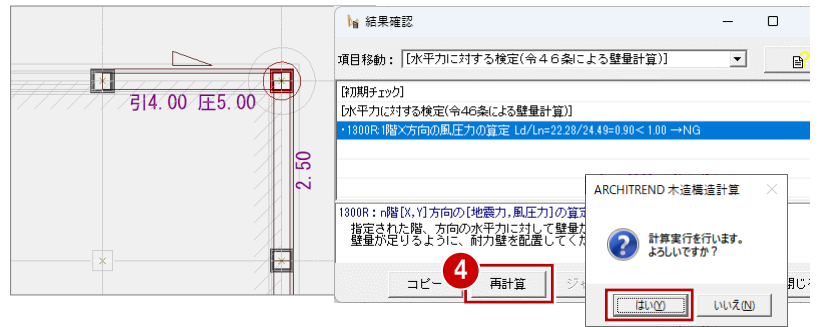 引4.00 圧5.00
2.50
結果確認
項目移動： [水平力に対する検定(令４６条による壁量計算)]
[初期チェック]
[水平力に対する検定(令46条による壁量計算)]
・1300R:1階X方向の風圧力の算定 Ld/Ln=22.28/24.49=0.90＜1.00 →NG
1300R：n階[X,Y]方向の[地震力,風圧力]の算定
指定された階、方向の水平力に対して壁量が
壁量が足りるように、耐力壁を配置してくだ
ARCHITREND 木造構造計算
計算実行を行います。
よろしいですか？
はい(Y)
いいえ(N)
4
コピー
再計算
ジャ
閉じ